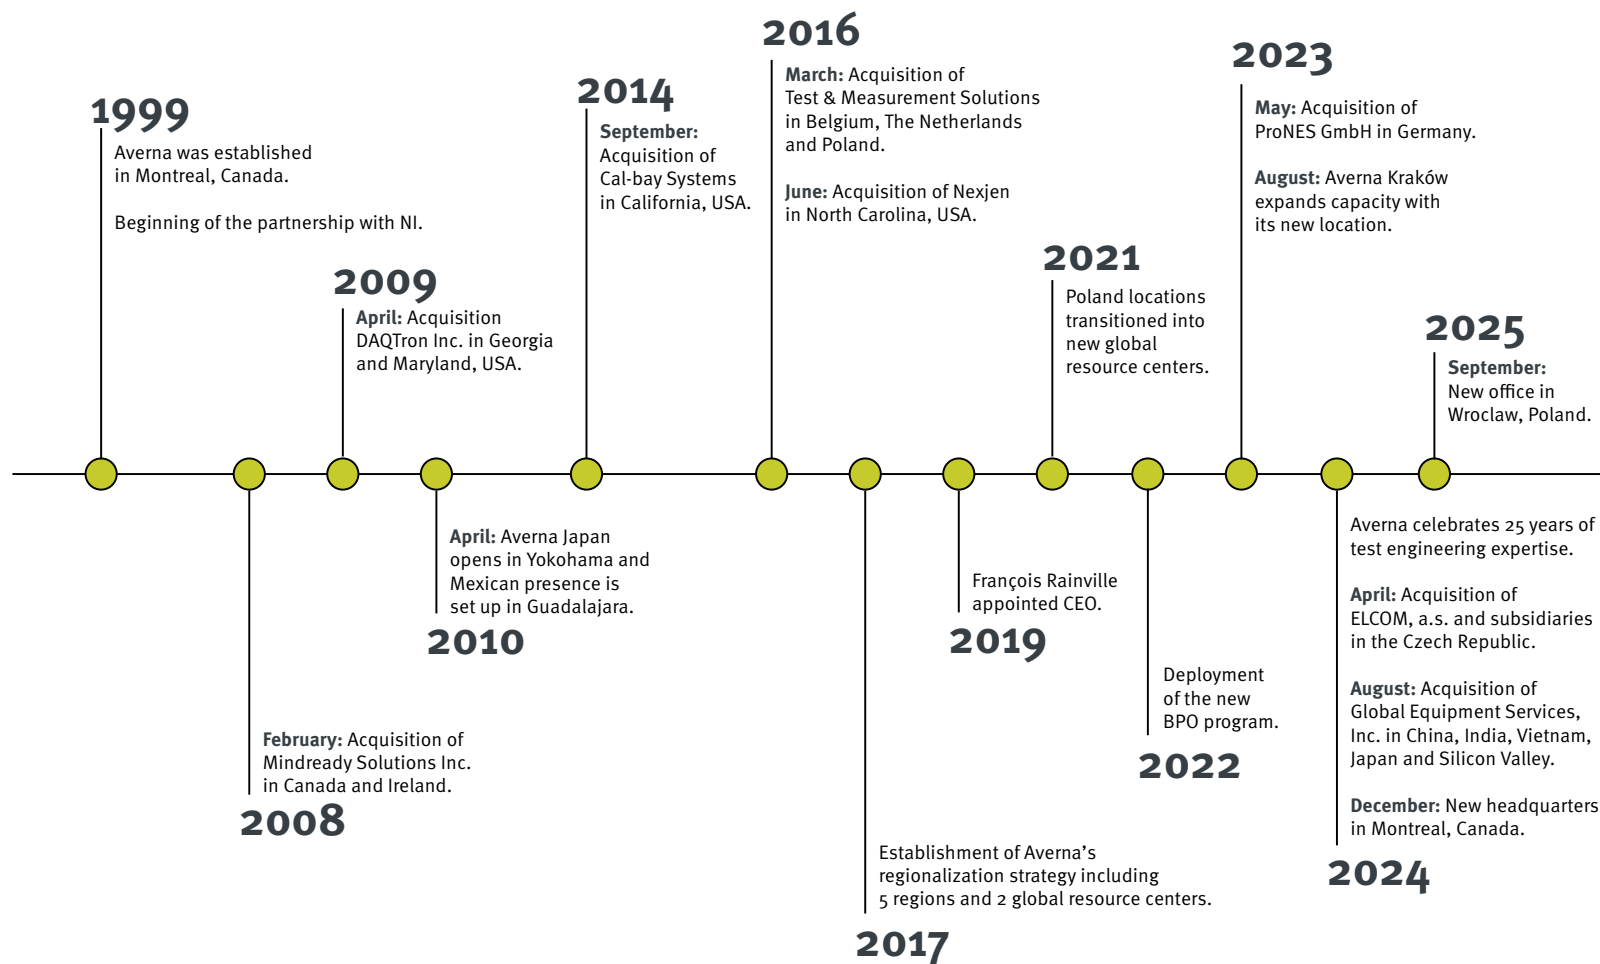 1999
Averna was established
in Montreal, Canada.
Beginning of the partnership with NI.
February: Acquisition of
Mindready Solutions Inc.
in Canada and Ireland.
2008
2009
April: Acquisition
DAQTron Inc. in Georgia
and Maryland, USA.
April: Averna Japan
opens in Yokohama and
Mexican presence is
set up in Guadalajara.
2010
2014
September:
Acquisition of
Cal-bay Systems
in California, USA.
2016
March: Acquisition of
Test & Measurement Solutions
in Belgium, The Netherlands
and Poland.
June: Acquisition of Nexjen
in North Carolina, USA.
Establishment of Averna’s
regionalization strategy including
5 regions and 2 global resource centers.
2017
François Rainville
appointed CEO.
2019
2021
Poland locations
transitioned into
new global
resource centers.
Deployment
of the new
BPO program.
2022
2023
May: Acquisition of
ProNES GmbH in Germany.
August: Averna Kraków
expands capacity with
its new location.
Averna celebrates 25 years of
test engineering expertise.
April: Acquisition of
ELCOM, a.s. and subsidiaries
in the Czech Republic.
August: Acquisition of
Global Equipment Services,
Inc. in China, India, Vietnam,
Japan and Silicon Valley.
December: New headquarters
in Montreal, Canada.
2024
2025
September:
New office in
Wroclaw, Poland.